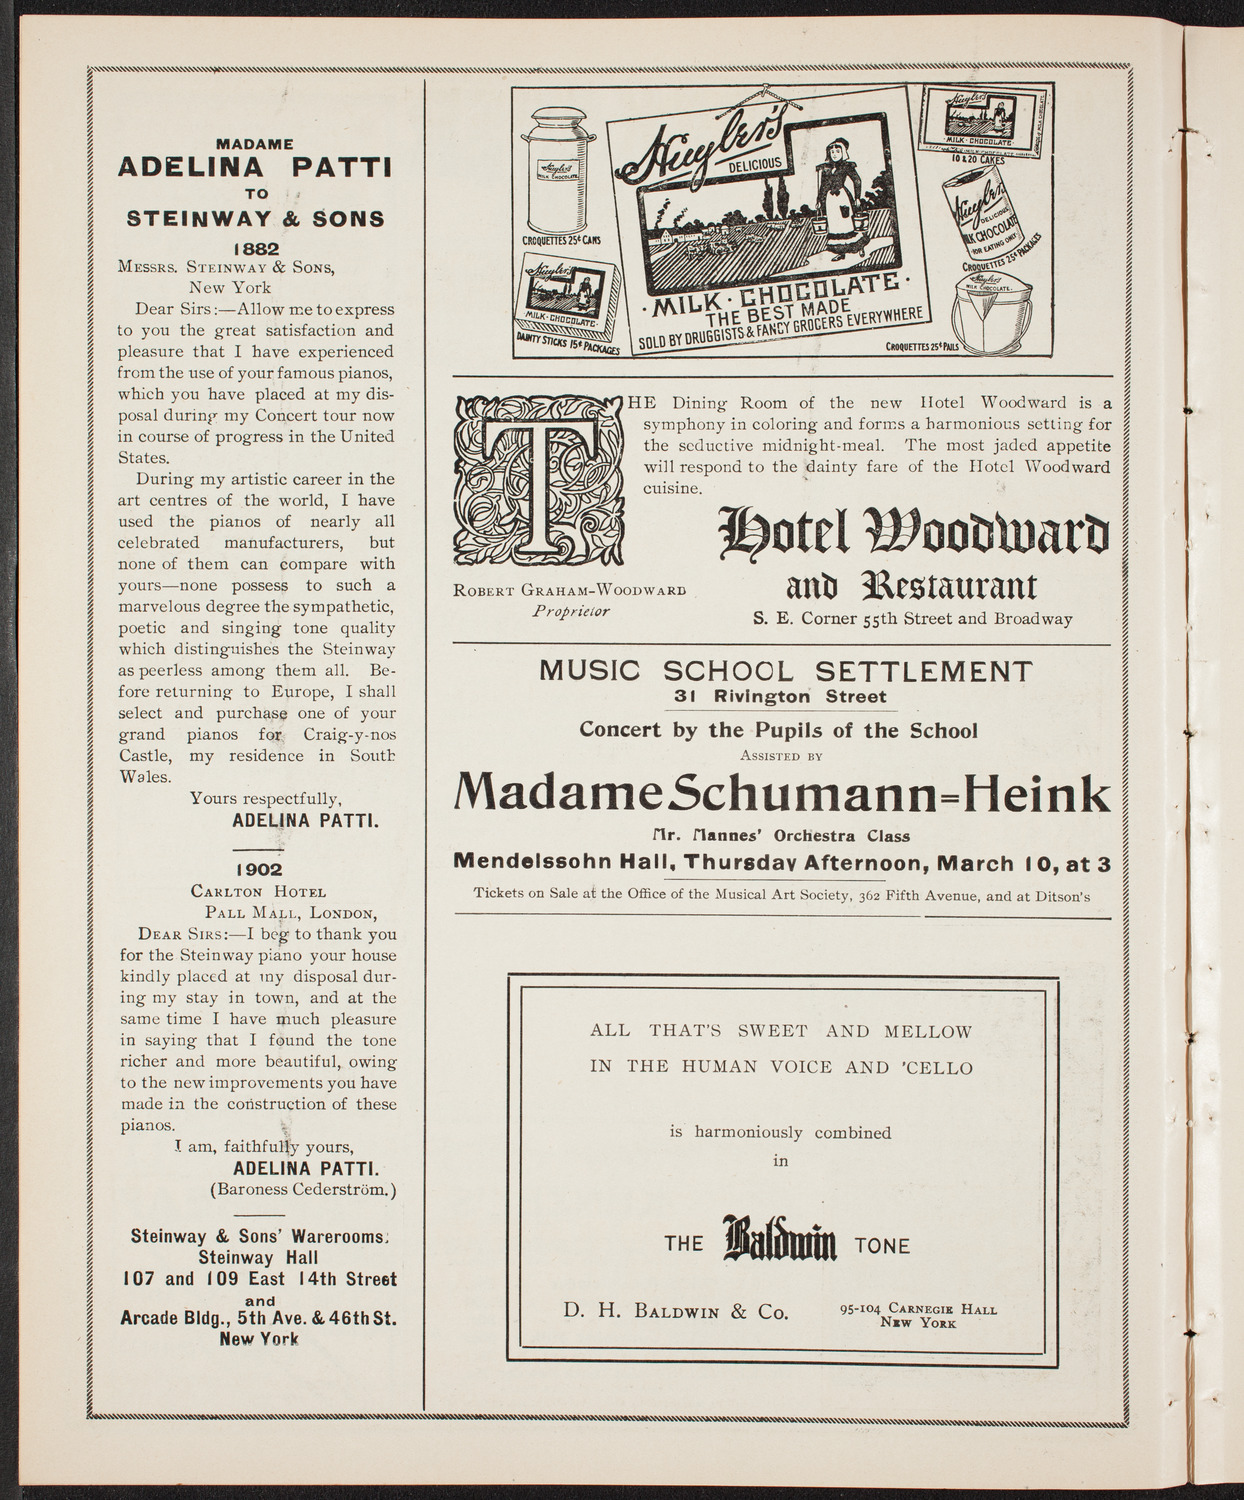 MADAME
ADELINA PATTI
TO
STEINWAY & SONS
1882
MESSRS. STEINWAY & SONS,
New York
Dear Sirs:—Allow me to express
to you the great satisfaction and
pleasure that I have experienced
from the use of your famous pianos,
which you have placed at my dis-
posal during my Concert tour now
in course of progress in the United
States.
During my artistic career in the
art centres of the world, I have
used the pianos of nearly all
celebrated manufacturers, but
none of them can compare with
yours—none possess to such a
marvelous degree the sympathetic,
poetic and singing tone quality
which distinguishes the Steinway
as peerless among them all. Be-
fore returning to Europe, I shall
select and purchase one of your
grand pianos for Craig-y-nos
Castle, my residence in South
Wales.
Yours respectfully,
ADELINA PATTI.
1902
CARLTON HOTEL
PALL MALL, LONDON,
DEAR SIRS:—I beg to thank you
for the Steinway piano your house
kindly placed at my disposal dur-
ing my stay in town, and at the
same time I have much pleasure
in saying that I found the tone
richer and more beautiful, owing
to the new improvements you have
made in the construction of these
pianos.
I am, faithfully yours,
ADELINA PATTI.
(Baroness Cederström.)
Steinway & Sons' Warerooms:
Steinway Hall
107 and 109 East 14th Street
and
Arcade Bldg., 5th Ave. & 46th St.
New York
Huyler's
MILK CHOCOLATE.
CROQUETTES 25¢ CANS
Huyler's
MILK-CHOCOLATE.
DAINTY STICKS 15¢ PACKAGES
Huyler's
DELICIOUS
·MILK·CHOCOLATE·
THE BEST MADE
SOLD BY DRUGGISTS & FANCY GROCERS EVERYWHERE
Huyler's
MILK-CHOCOLATE-
10 & 20 CAKES
Huyler's
DELICIOUS
MILK CHOCOLATE
FOR EATING ONLY
CROQUETTES 25¢ PACKAGES
Huyler's
MILK CHOCOLATE.
CROQUETTES 25¢ PAILS
THE Dining Room of the new Hotel Woodward is a
symphony in coloring and forms a harmonious setting for
the seductive midnight-meal. The most jaded appetite
will respond to the dainty fare of the Hotel Woodward
cuisine.
Hotel Woodward
and Restaurant
S. E. Corner 55th Street and Broadway
ROBERT GRAHAM-WOODWARD
Proprietor
MUSIC SCHOOL SETTLEMENT
31 Rivington Street
Concert by the Pupils of the School
ASSISTED BY
Madame Schumann=Heink
Mr. Mannes' Orchestra Class
Mendelssohn Hall, Thursday Afternoon, March 10, at 3
Tickets on Sale at the Office of the Musical Art Society, 362 Fifth Avenue, and at Ditson's
ALL THAT'S SWEET AND MELLOW
IN THE HUMAN VOICE AND 'CELLO
is harmoniously combined
in
THE Baldwin TONE
D. H. BALDWIN & CO.
95-104 CARNEGIE HALL
NEW YORK